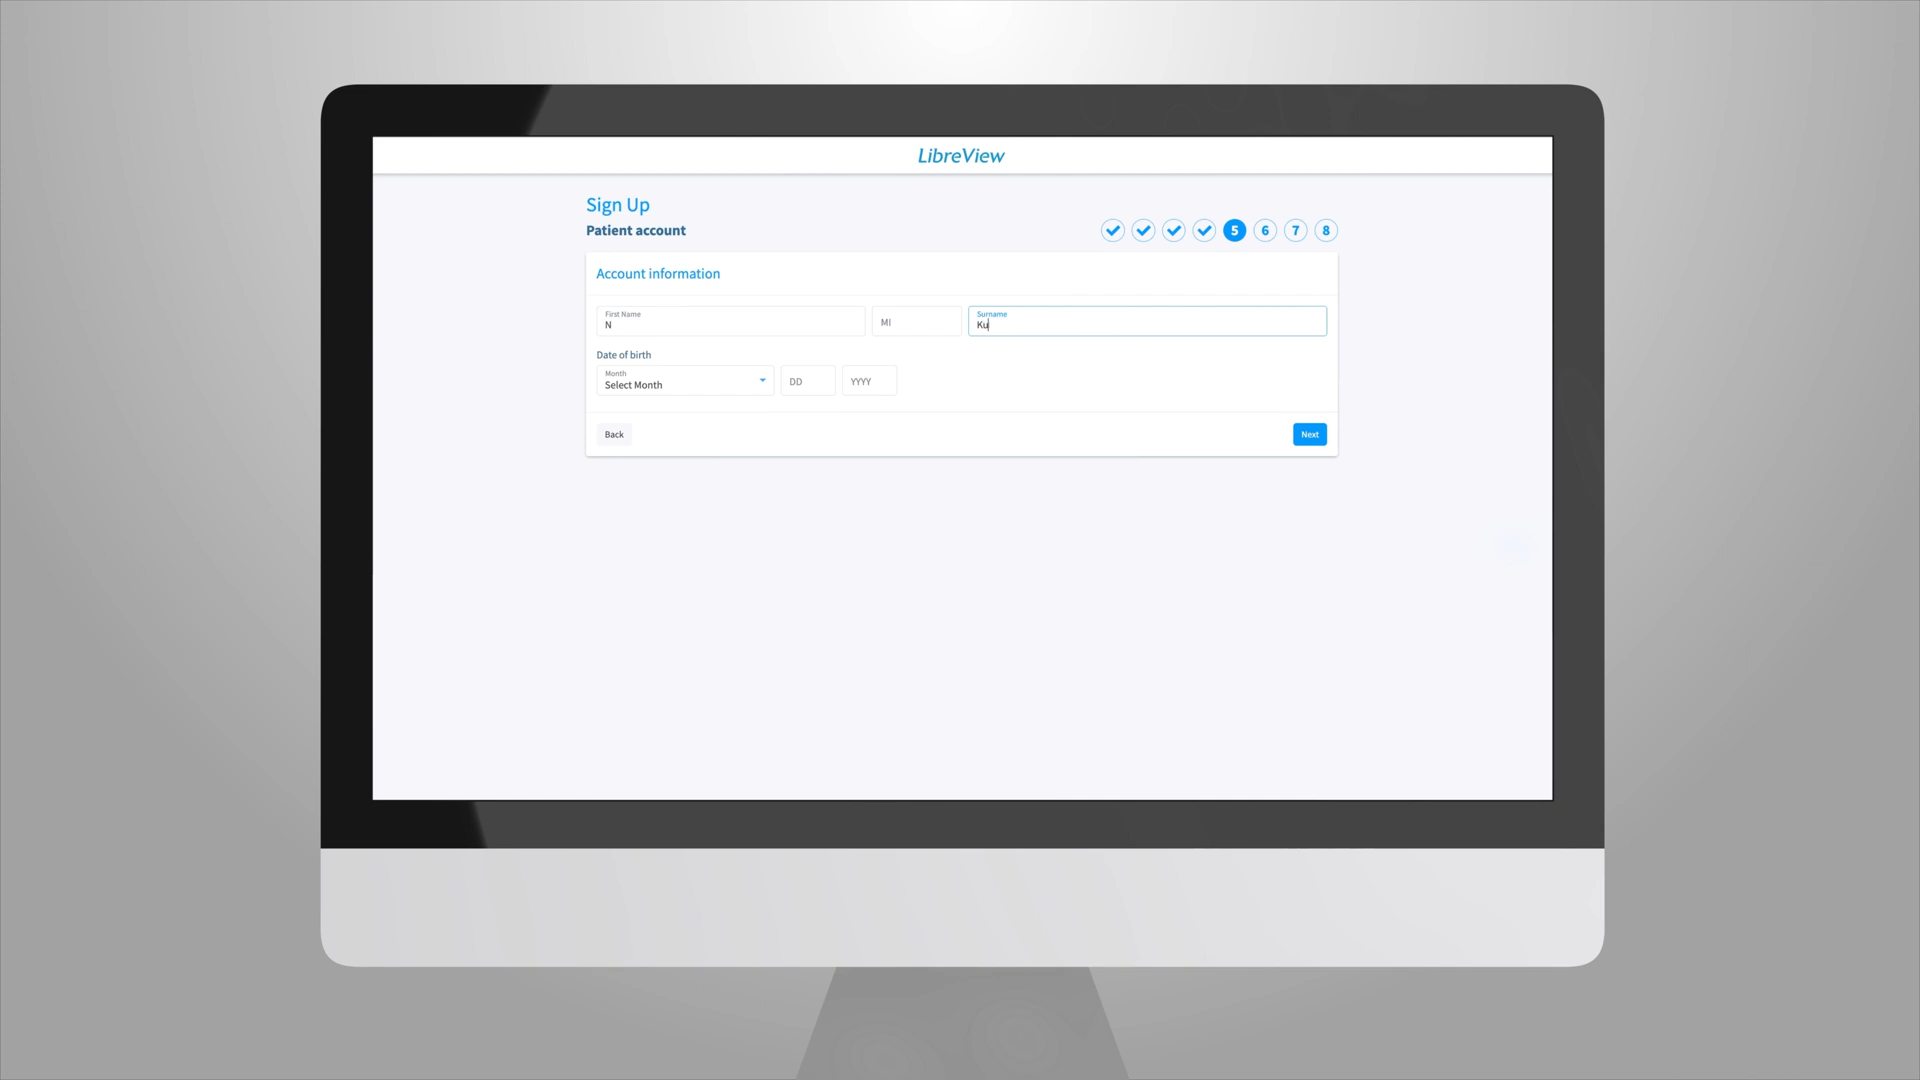 LibreView
Sign Up
Patient account
5 6 7 8
Account information
First Name
N
MI
Surname
Ku
Date of birth
Month
Select Month
DD
YYYY
Back
Next